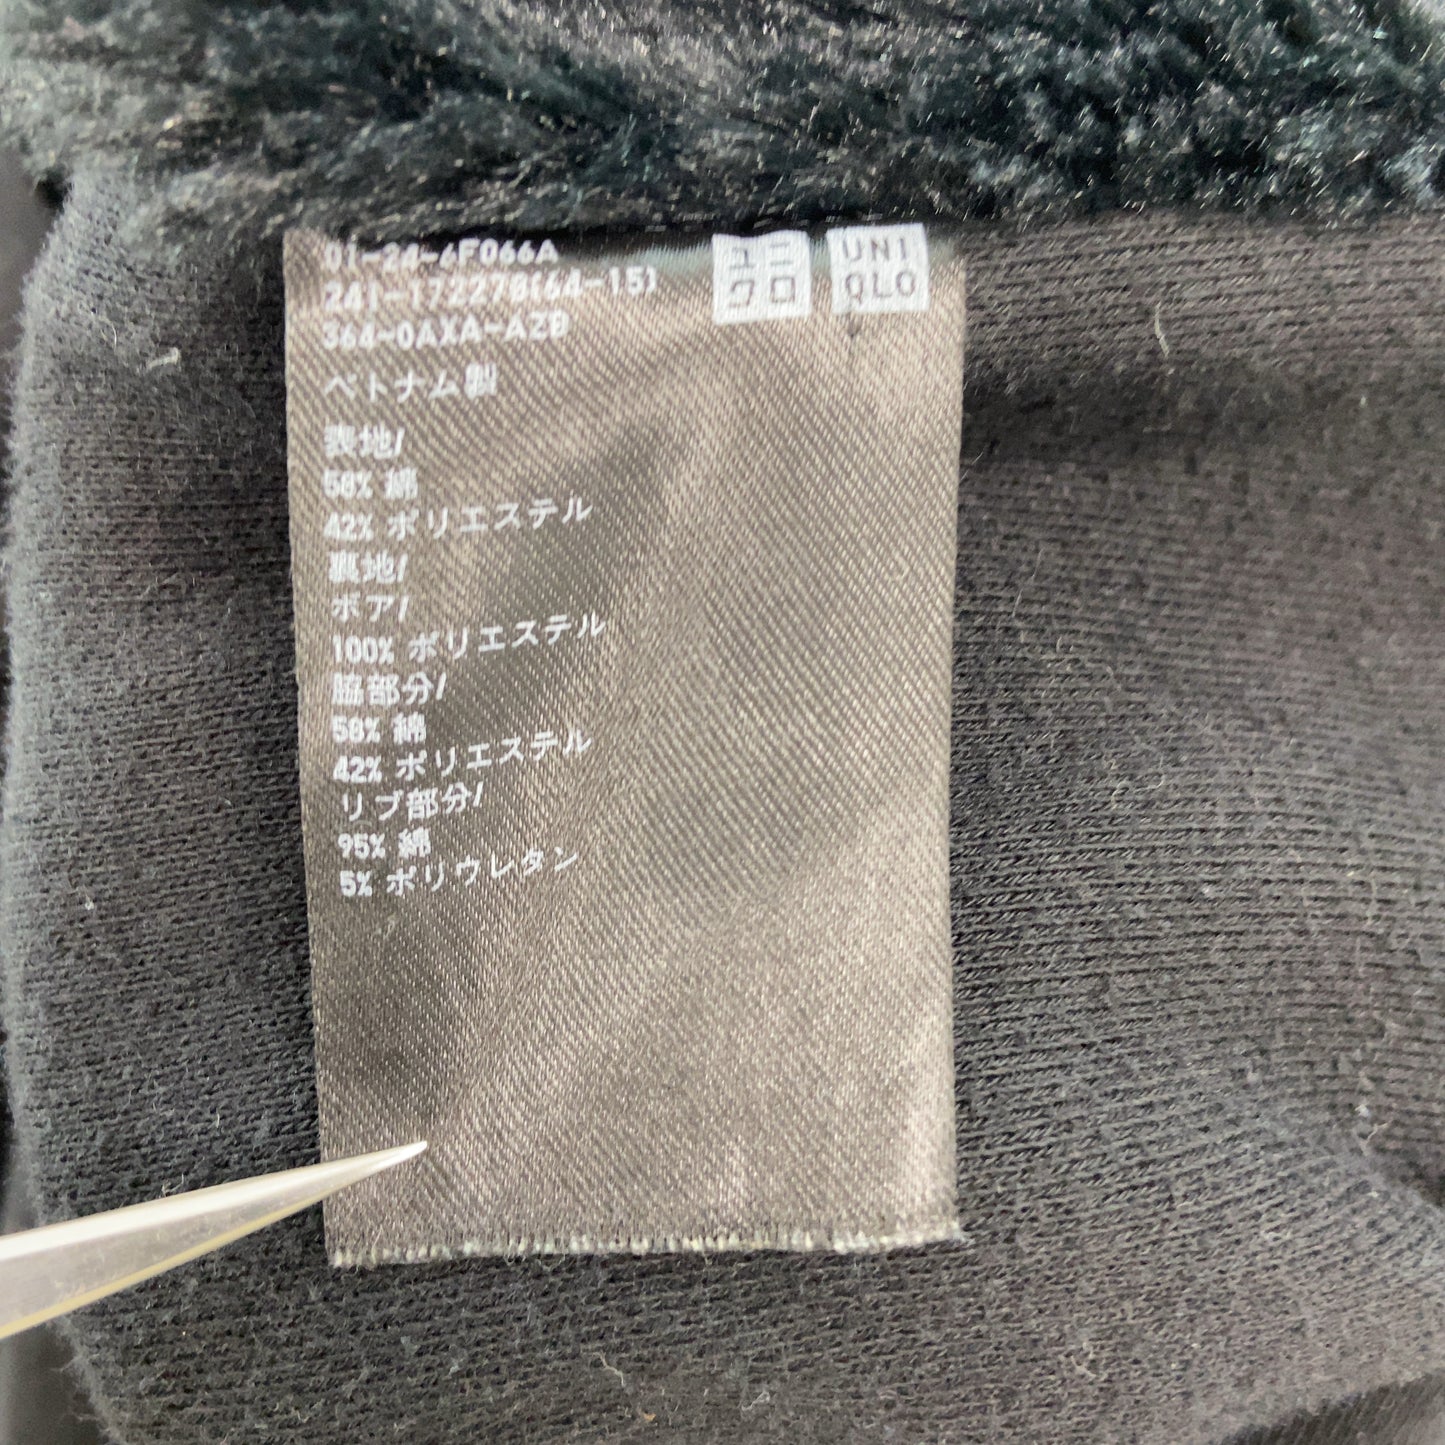 01-24-6F066A
241-172278(64-15)
364-0AXA-A2B
ユニクロ
UNIQLO
ベトナム製
表地/
58% 綿
42% ポリエステル
裏地/
ボア/
100% ポリエステル
脇部分/
58% 綿
42% ポリエステル
リブ部分/
95% 綿
5% ポリウレタン